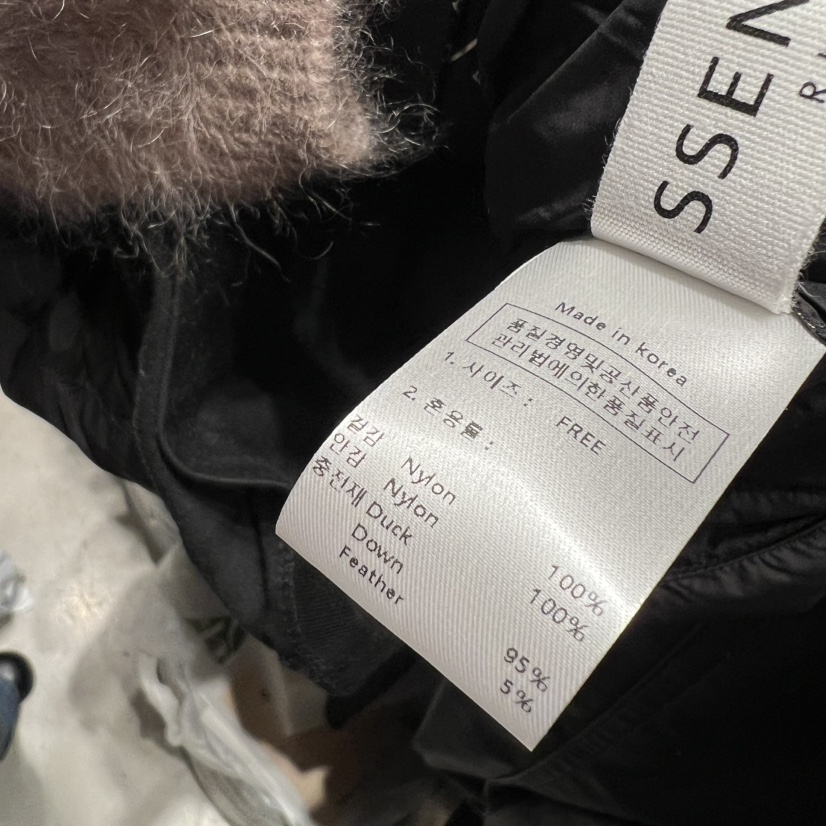 SSEN
Made in korea
품질경영및공산품안전
관리법에의한품질표시
1. 사이즈 : FREE
2. 혼용률 :
겉감 Nylon 100%
안감 Nylon 100%
충전재 Duck
Down 95%
Feather 5%